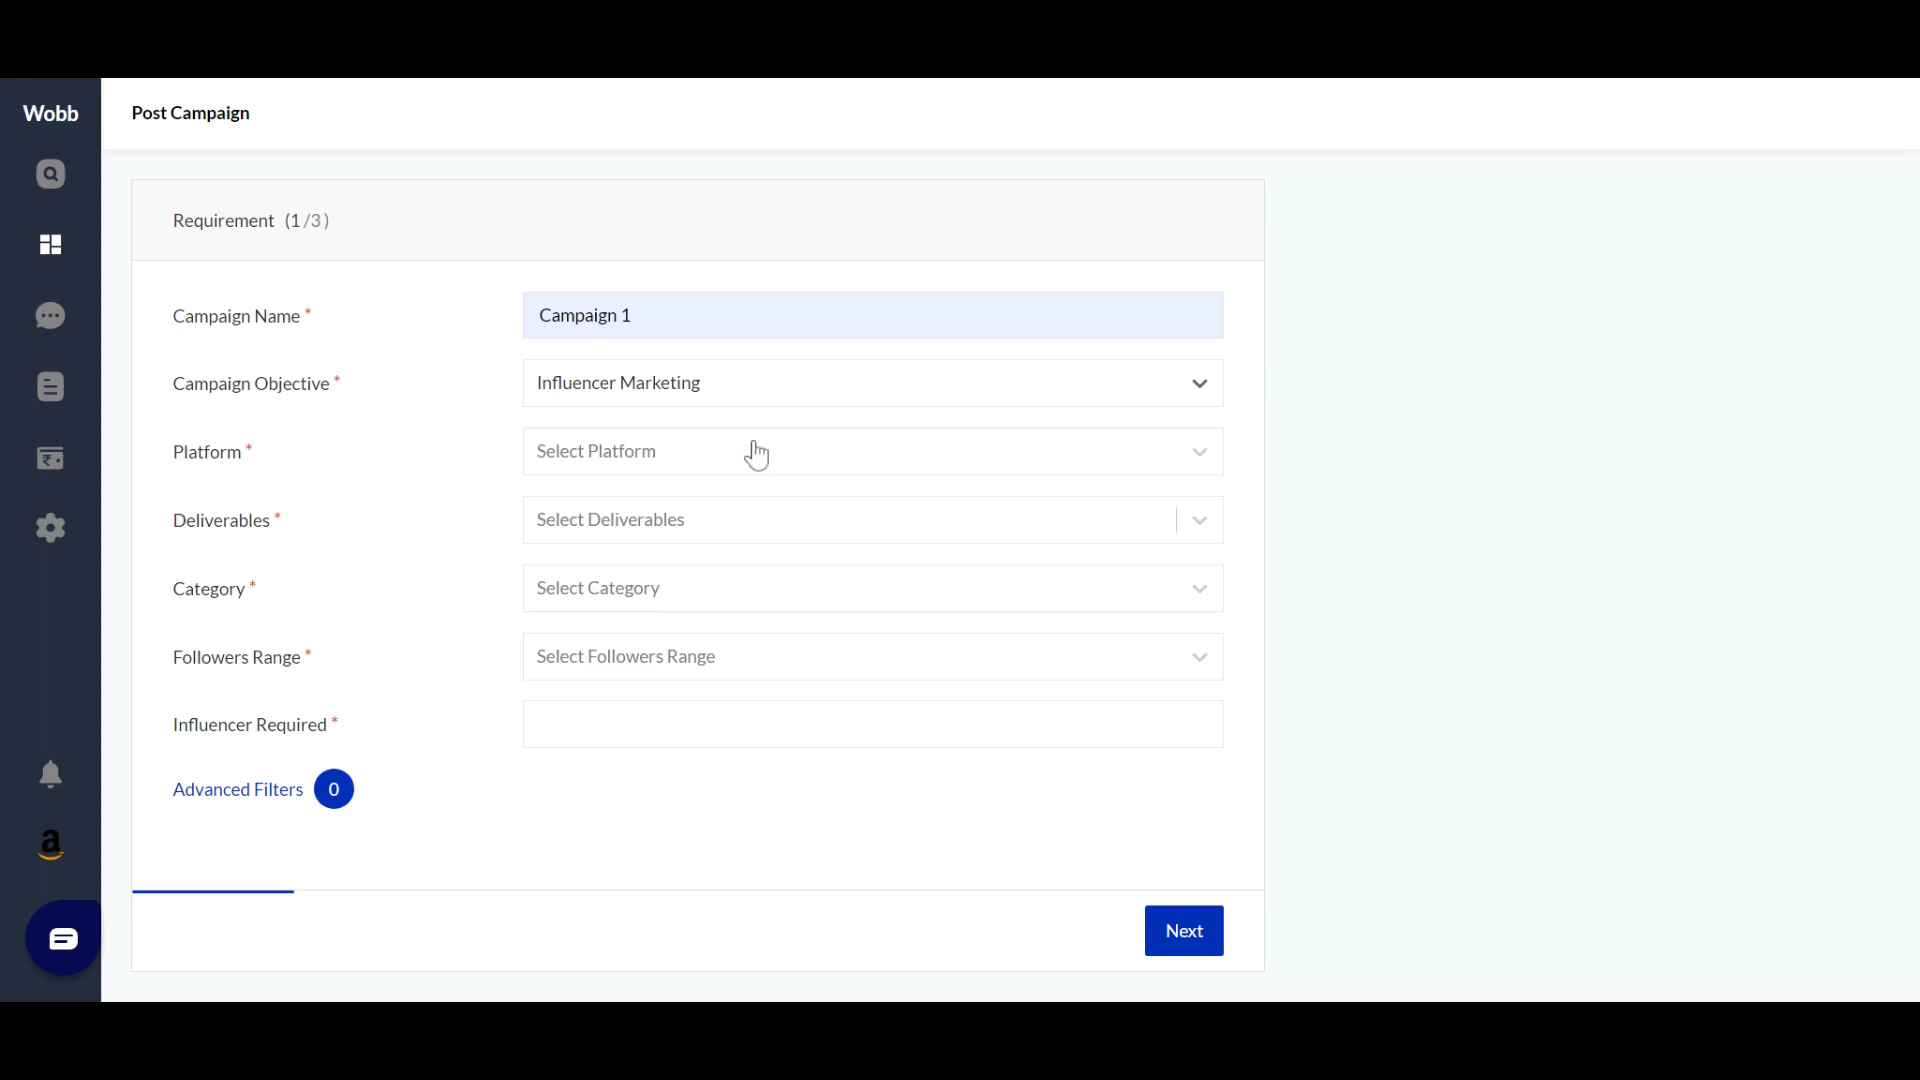 Wobb
Post Campaign
Requirement (1/3)
Campaign Name * Campaign 1
Campaign Objective * Influencer Marketing
Platform * Select Platform
Deliverables * Select Deliverables
Category * Select Category
Followers Range * Select Followers Range
Influencer Required *
Advanced Filters 0
a
Next